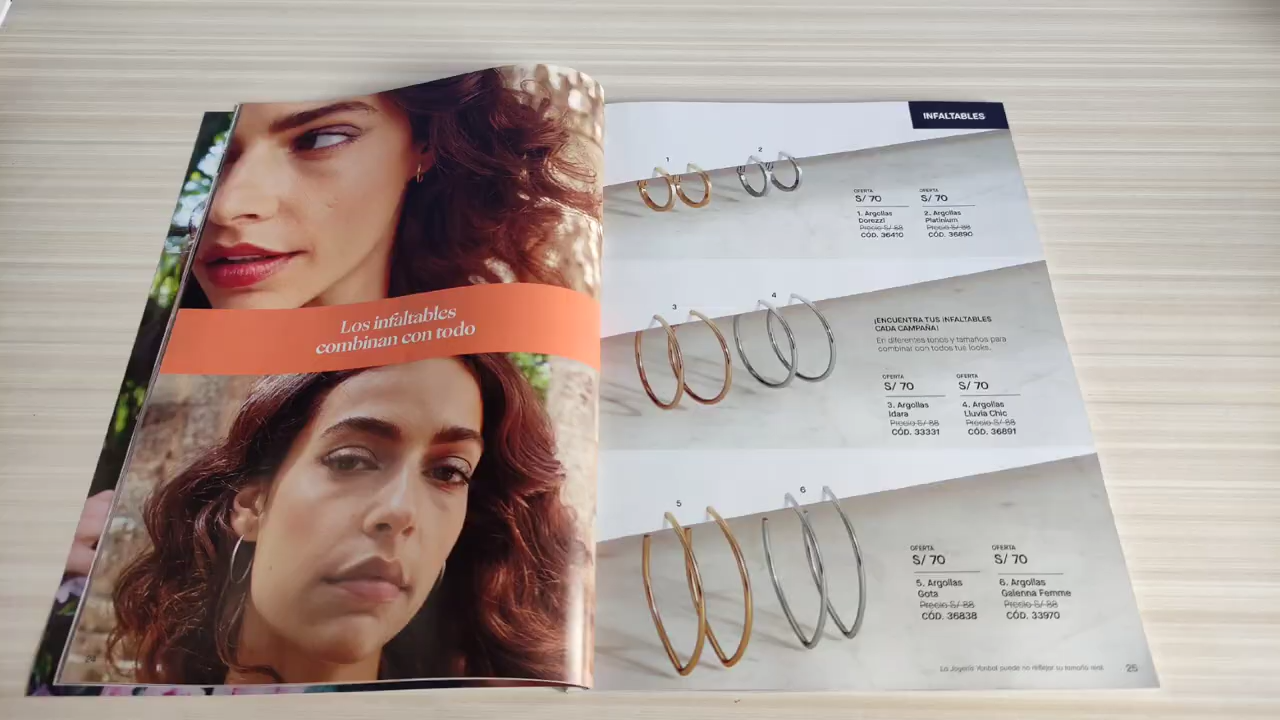 Los infaltables
combinan con todo
INFALTABLES
1
2
OFERTA
S/ 70
1. Argollas
Dorezzi
Precio S/ 88
CÓD. 36410
OFERTA
S/ 70
2. Argollas
Platinium
Precio S/ 88
CÓD. 36890
3
4
¡ENCUENTRA TUS INFALTABLES
CADA CAMPAÑA!
En diferentes tonos y tamaños para
combinar con todos tus looks.
OFERTA
S/ 70
3. Argollas
Idara
Precio S/ 88
CÓD. 33331
OFERTA
S/ 70
4. Argollas
Lluvia Chic
Precio S/ 88
CÓD. 36891
5
6
OFERTA
S/ 70
5. Argollas
Gota
Precio S/ 88
CÓD. 36838
OFERTA
S/ 70
6. Argollas
Galenna Femme
Precio S/ 88
CÓD. 33970
La Joyería Yanbal puede no reflejar su tamaño real.
25